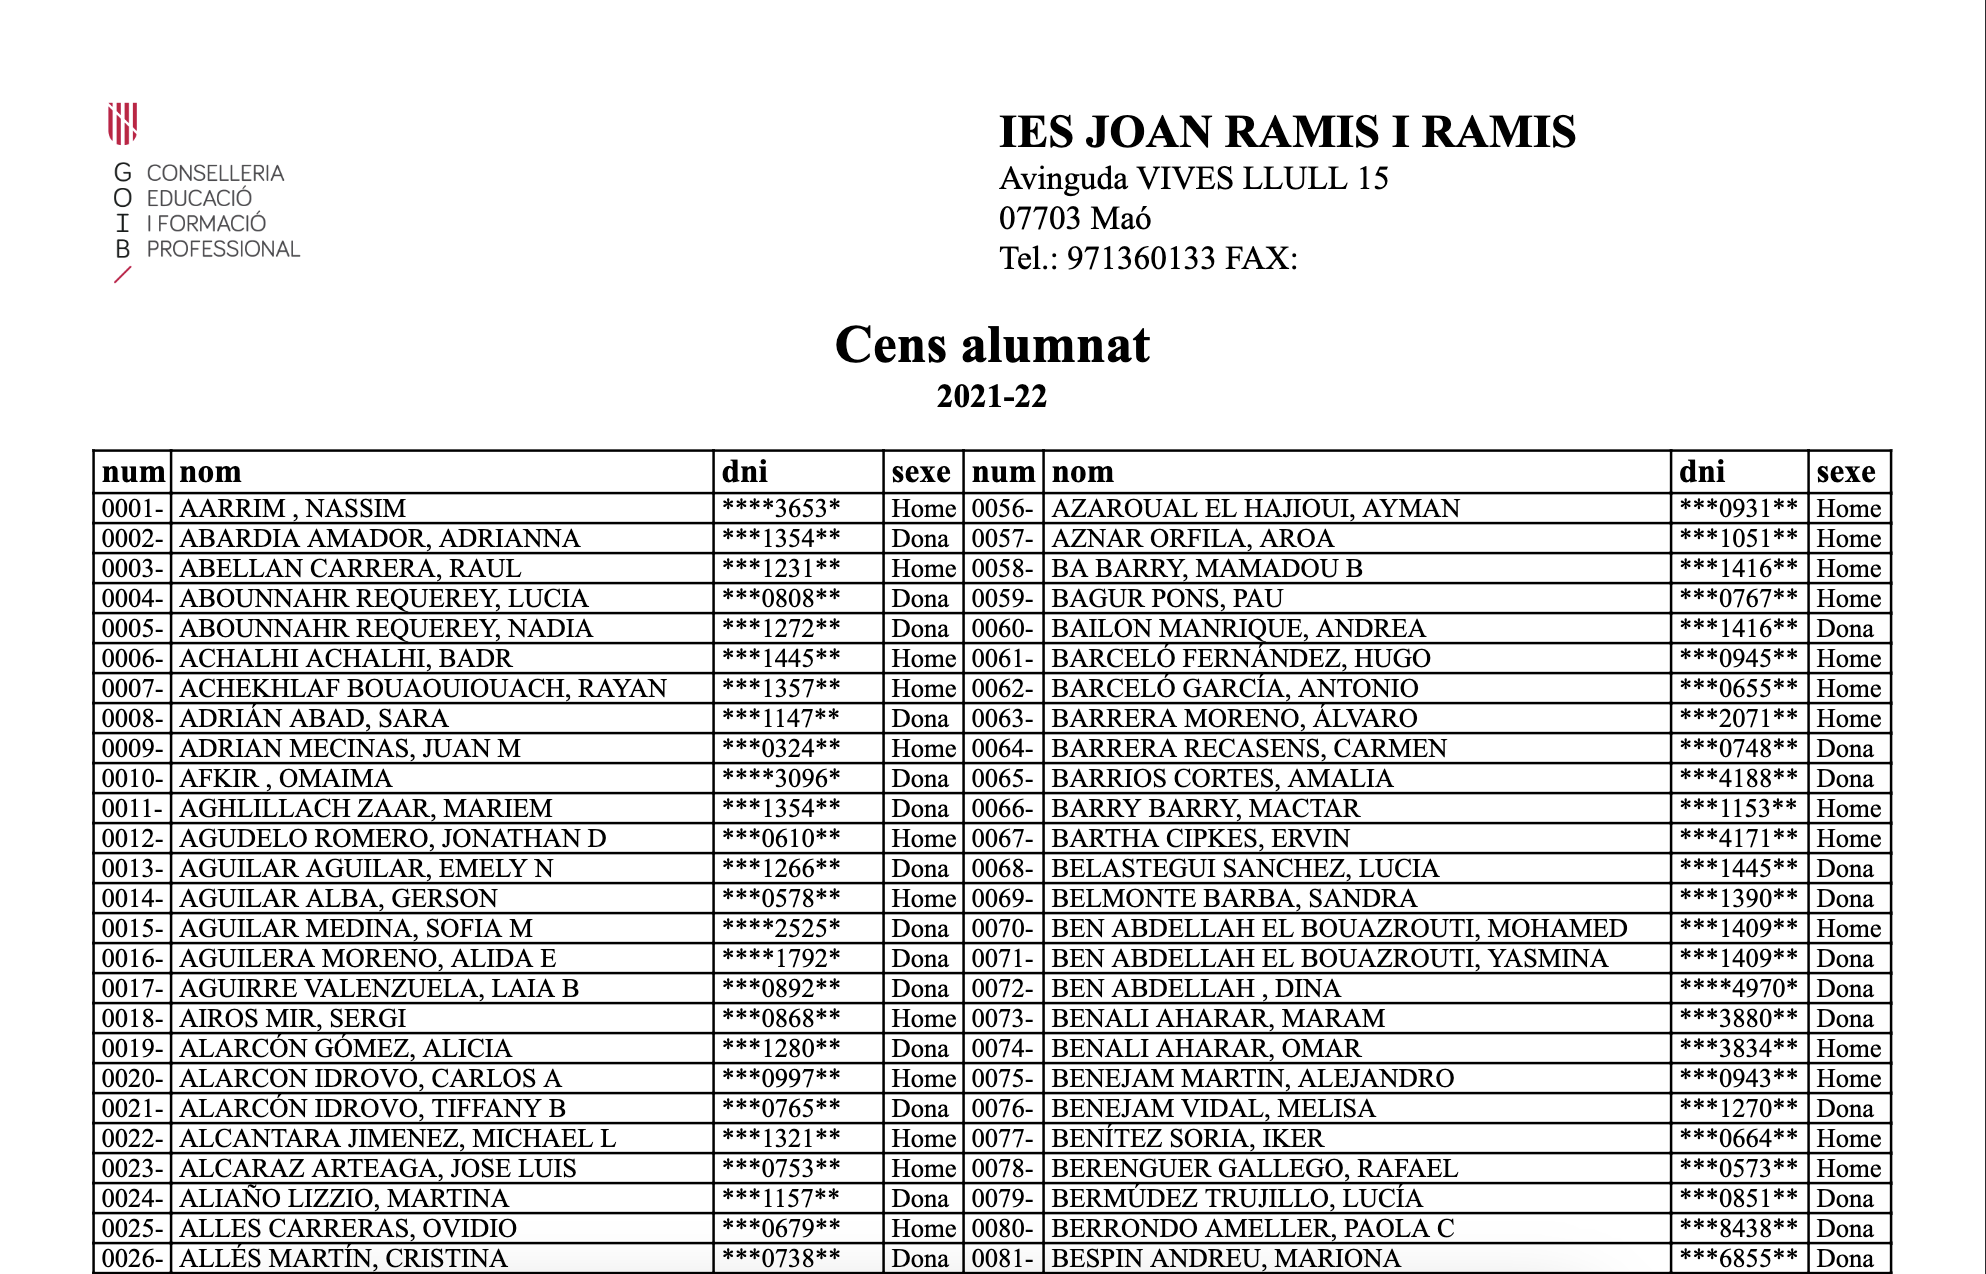 G CONSELLERIA
O EDUCACIÓ
I I FORMACIÓ
B PROFESSIONAL
IES JOAN RAMIS I RAMIS
Avinguda VIVES LLULL 15
07703 Maó
Tel.: 971360133 FAX:
Cens alumnat
2021-22
num nom dni sexe num nom dni sexe
0001- AARRIM , NASSIM ****3653* Home 0056- AZAROUAL EL HAJIOUI, AYMAN ***0931** Home
0002- ABARDIA AMADOR, ADRIANNA ***1354** Dona 0057- AZNAR ORFILA, AROA ***1051** Home
0003- ABELLAN CARRERA, RAUL ***1231** Home 0058- BA BARRY, MAMADOU B ***1416** Home
0004- ABOUNNAHR REQUEREY, LUCIA ***0808** Dona 0059- BAGUR PONS, PAU ***0767** Home
0005- ABOUNNAHR REQUEREY, NADIA ***1272** Dona 0060- BAILON MANRIQUE, ANDREA ***1416** Dona
0006- ACHALHI ACHALHI, BADR ***1445** Home 0061- BARCELÓ FERNÁNDEZ, HUGO ***0945** Home
0007- ACHEKHLAF BOUAOUIOUACH, RAYAN ***1357** Home 0062- BARCELÓ GARCÍA, ANTONIO ***0655** Home
0008- ADRIÁN ABAD, SARA ***1147** Dona 0063- BARRERA MORENO, ÁLVARO ***2071** Home
0009- ADRIAN MECINAS, JUAN M ***0324** Home 0064- BARRERA RECASENS, CARMEN ***0748** Dona
0010- AFKIR , OMAIMA ****3096* Dona 0065- BARRIOS CORTES, AMALIA ***4188** Dona
0011- AGHLILLACH ZAAR, MARIEM ***1354** Dona 0066- BARRY BARRY, MACTAR ***1153** Home
0012- AGUDELO ROMERO, JONATHAN D ***0610** Home 0067- BARTHA CIPKES, ERVIN ***4171** Home
0013- AGUILAR AGUILAR, EMELY N ***1266** Dona 0068- BELASTEGUI SANCHEZ, LUCIA ***1445** Dona
0014- AGUILAR ALBA, GERSON ***0578** Home 0069- BELMONTE BARBA, SANDRA ***1390** Dona
0015- AGUILAR MEDINA, SOFIA M ****2525* Dona 0070- BEN ABDELLAH EL BOUAZROUTI, MOHAMED ***1409** Home
0016- AGUILERA MORENO, ALIDA E ****1792* Dona 0071- BEN ABDELLAH EL BOUAZROUTI, YASMINA ***1409** Dona
0017- AGUIRRE VALENZUELA, LAIA B ***0892** Dona 0072- BEN ABDELLAH , DINA ****4970* Dona
0018- AIROS MIR, SERGI ***0868** Home 0073- BENALI AHARAR, MARAM ***3880** Dona
0019- ALARCÓN GÓMEZ, ALICIA ***1280** Dona 0074- BENALI AHARAR, OMAR ***3834** Home
0020- ALARCON IDROVO, CARLOS A ***0997** Home 0075- BENEJAM MARTIN, ALEJANDRO ***0943** Home
0021- ALARCÓN IDROVO, TIFFANY B ***0765** Dona 0076- BENEJAM VIDAL, MELISA ***1270** Dona
0022- ALCANTARA JIMENEZ, MICHAEL L ***1321** Home 0077- BENÍTEZ SORIA, IKER ***0664** Home
0023- ALCARAZ ARTEAGA, JOSE LUIS ***0753** Home 0078- BERENGUER GALLEGO, RAFAEL ***0573** Home
0024- ALIAÑO LIZZIO, MARTINA ***1157** Dona 0079- BERMÚDEZ TRUJILLO, LUCÍA ***0851** Dona
0025- ALLES CARRERAS, OVIDIO ***0679** Home 0080- BERRONDO AMELLER, PAOLA C ***8438** Dona
0026- ALLÉS MARTÍN, CRISTINA ***0738** Dona 0081- BESPIN ANDREU, MARIONA ***6855** Dona